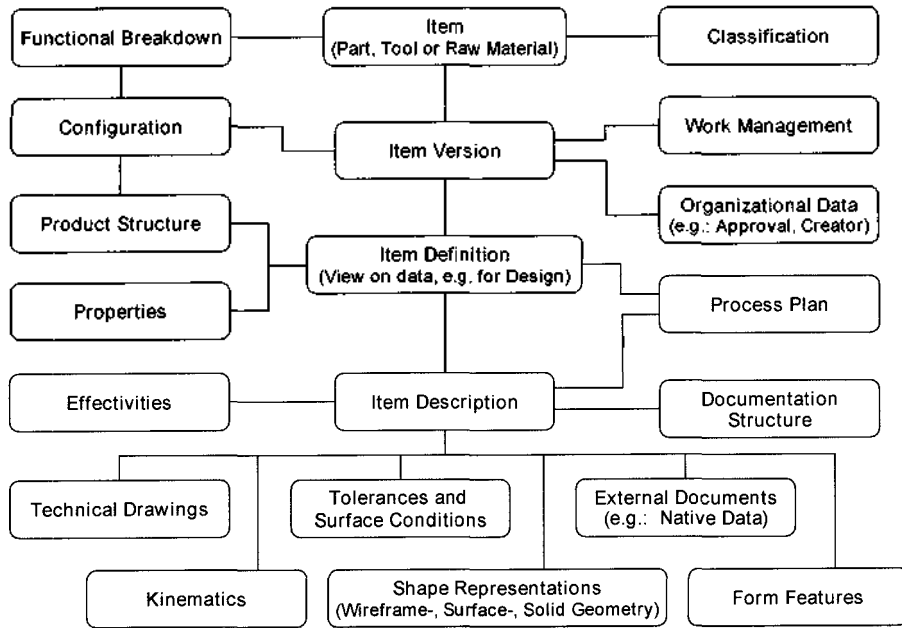 Functional Breakdown
Item
(Part, Tool or Raw Material)
Classification
Configuration
Item Version
Work Management
Product Structure
Organizational Data
(e.g.: Approval, Creator)
Item Definition
(View on data, e.g. for Design)
Properties
Process Plan
Effectivities
Item Description
Documentation
Structure
Technical Drawings
Tolerances and
Surface Conditions
External Documents
(e.g.: Native Data)
Kinematics
Shape Representations
(Wireframe-, Surface-, Solid Geometry)
Form Features